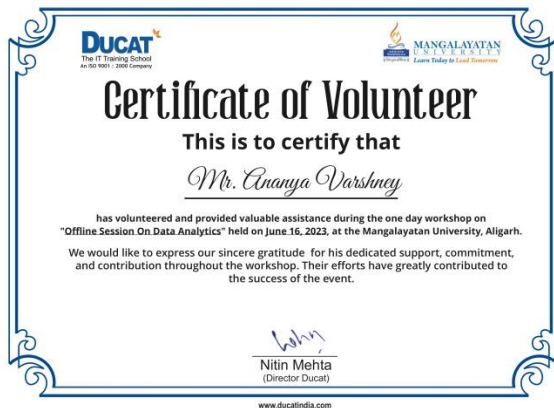 DUCAT
The IT Training School
An ISO 9001 : 2000 Company
MANGALAYATAN
UNIVERSITY
Learn Today to Lead Tomorrow
Certificate of Volunteer
This is to certify that
Mr. Ananya Varshney
has volunteered and provided valuable assistance during the one day workshop on
"Offline Session On Data Analytics" held on June 16, 2023, at the Mangalayatan University, Aligarh.
We would like to express our sincere gratitude for his dedicated support, commitment,
and contribution throughout the workshop. Their efforts have greatly contributed to
the success of the event.
Nitin Mehta
(Director Ducat)
www.ducatindia.com